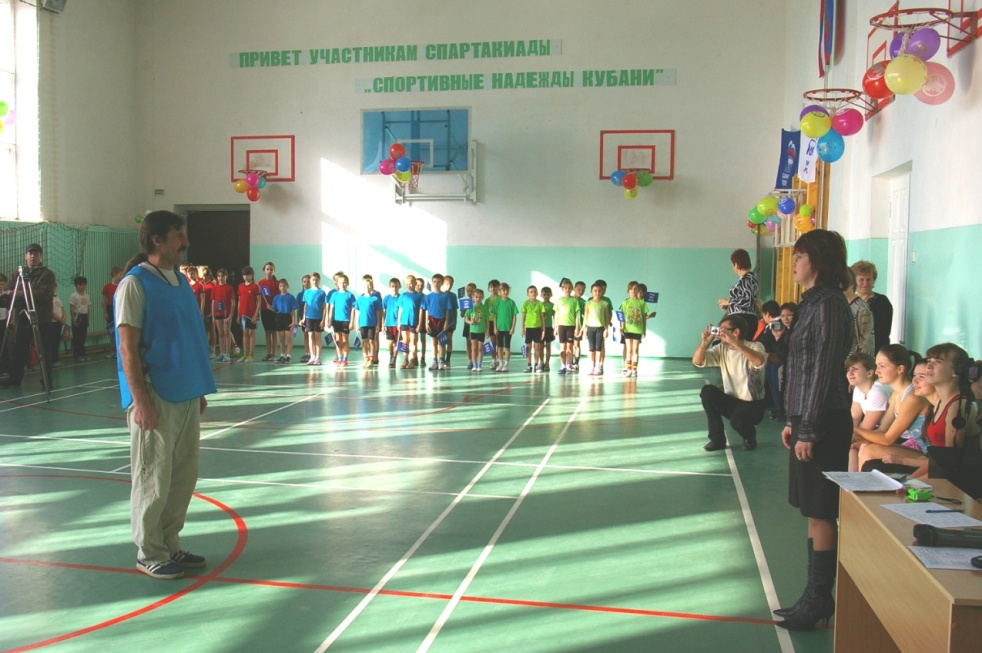 ПРИВЕТ УЧАСТНИКАМ СПАРТАКИАДЫ
„СПОРТИВНЫЕ НАДЕЖДЫ КУБАНИ”